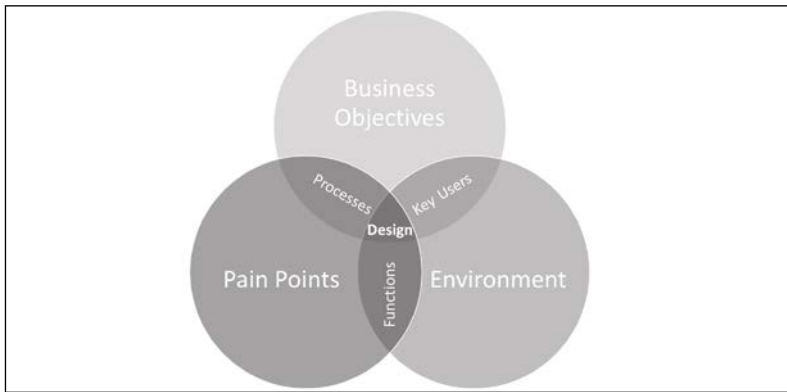 Business
Objectives
Processes
Key Users
Design
Pain Points
Functions
Environment